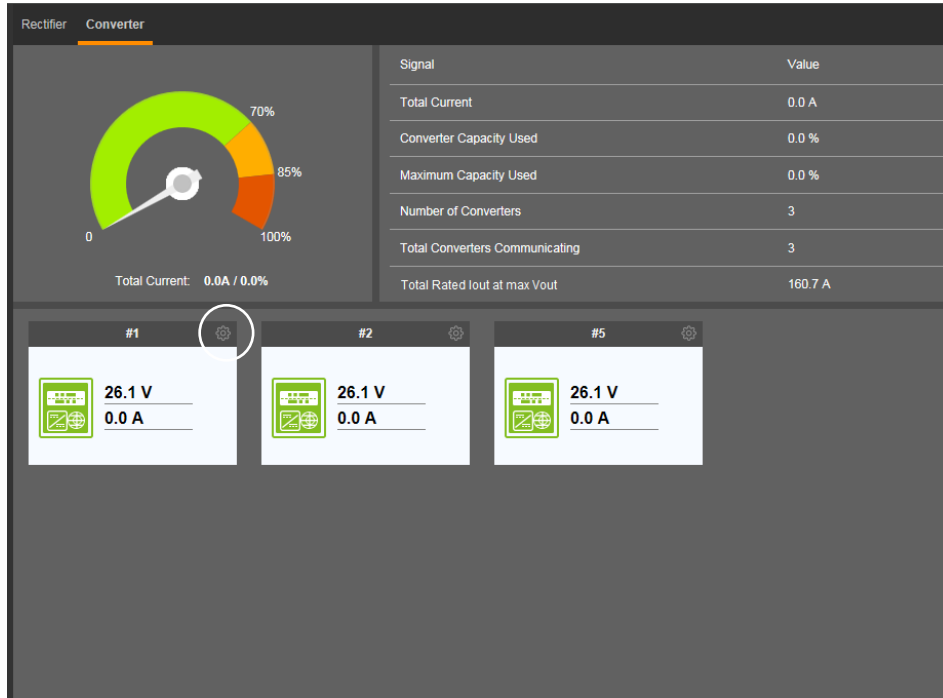 Rectifier Converter
Signal Value
Total Current 0.0 A
Converter Capacity Used 0.0 %
Maximum Capacity Used 0.0 %
Number of Converters 3
Total Converters Communicating 3
Total Rated Iout at max Vout 160.7 A
70%
85%
0 100%
Total Current: 0.0A / 0.0%
#1 #2 #5
26.1 V 26.1 V 26.1 V
0.0 A 0.0 A 0.0 A